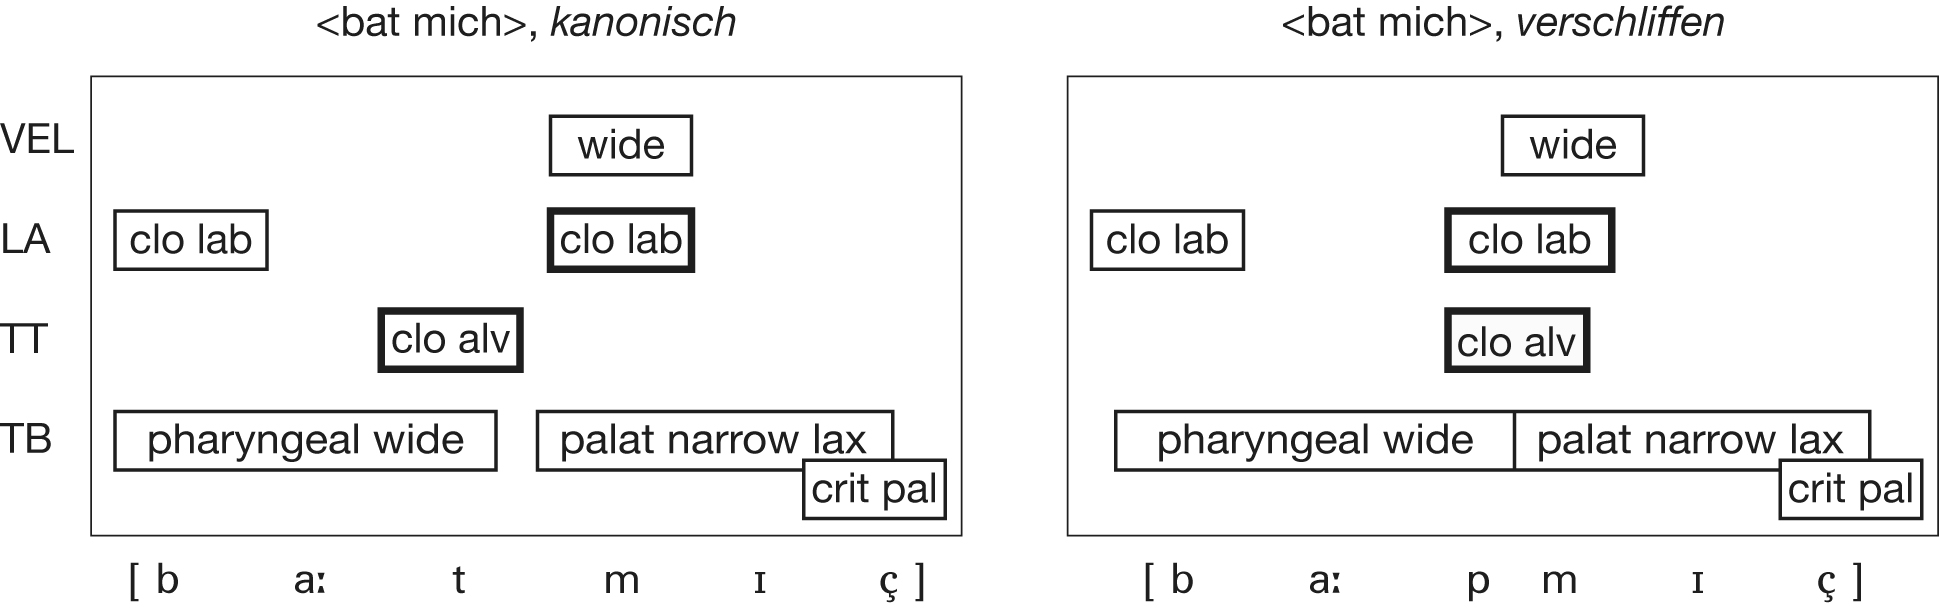 <bat mich>, kanonisch
<bat mich>, verschliffen
VEL
wide
wide
LA
clo lab
clo lab
clo lab
clo lab
TT
clo alv
clo alv
TB
pharyngeal wide
palat narrow lax
pharyngeal wide
palat narrow lax
crit pal
crit pal
[ b aː t m ɪ ç ]
[ b aː p m ɪ ç ]